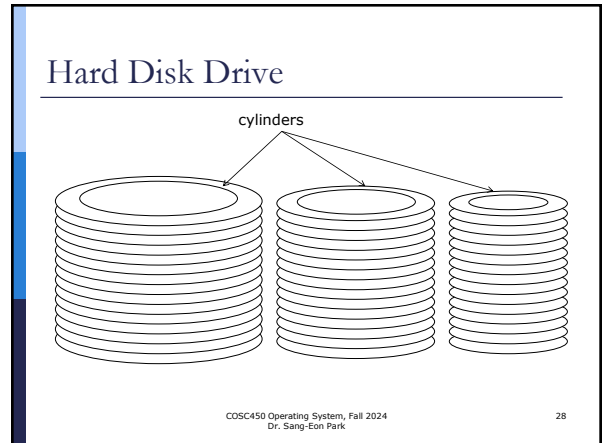 Hard Disk Drive
cylinders
COSC450 Operating System, Fall 2024
Dr. Sang-Eon Park
28